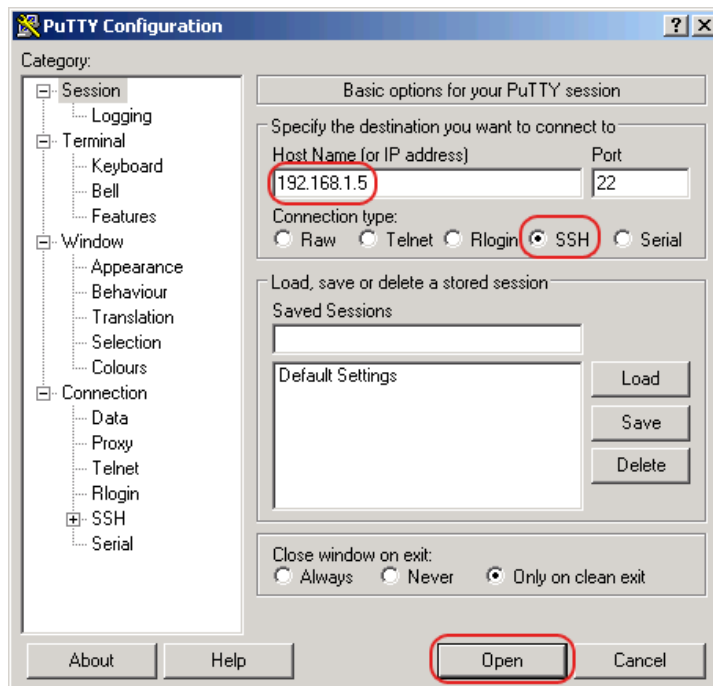 PuTTY Configuration
Category:
Session
Logging
Terminal
Keyboard
Bell
Features
Window
Appearance
Behaviour
Translation
Selection
Colours
Connection
Data
Proxy
Telnet
Rlogin
SSH
Serial
Basic options for your PuTTY session
Specify the destination you want to connect to
Host Name (or IP address) Port
192.168.1.5 22
Connection type:
Raw Telnet Rlogin SSH Serial
Load, save or delete a stored session
Saved Sessions
Default Settings
Load
Save
Delete
Close window on exit:
Always Never Only on clean exit
About Help Open Cancel